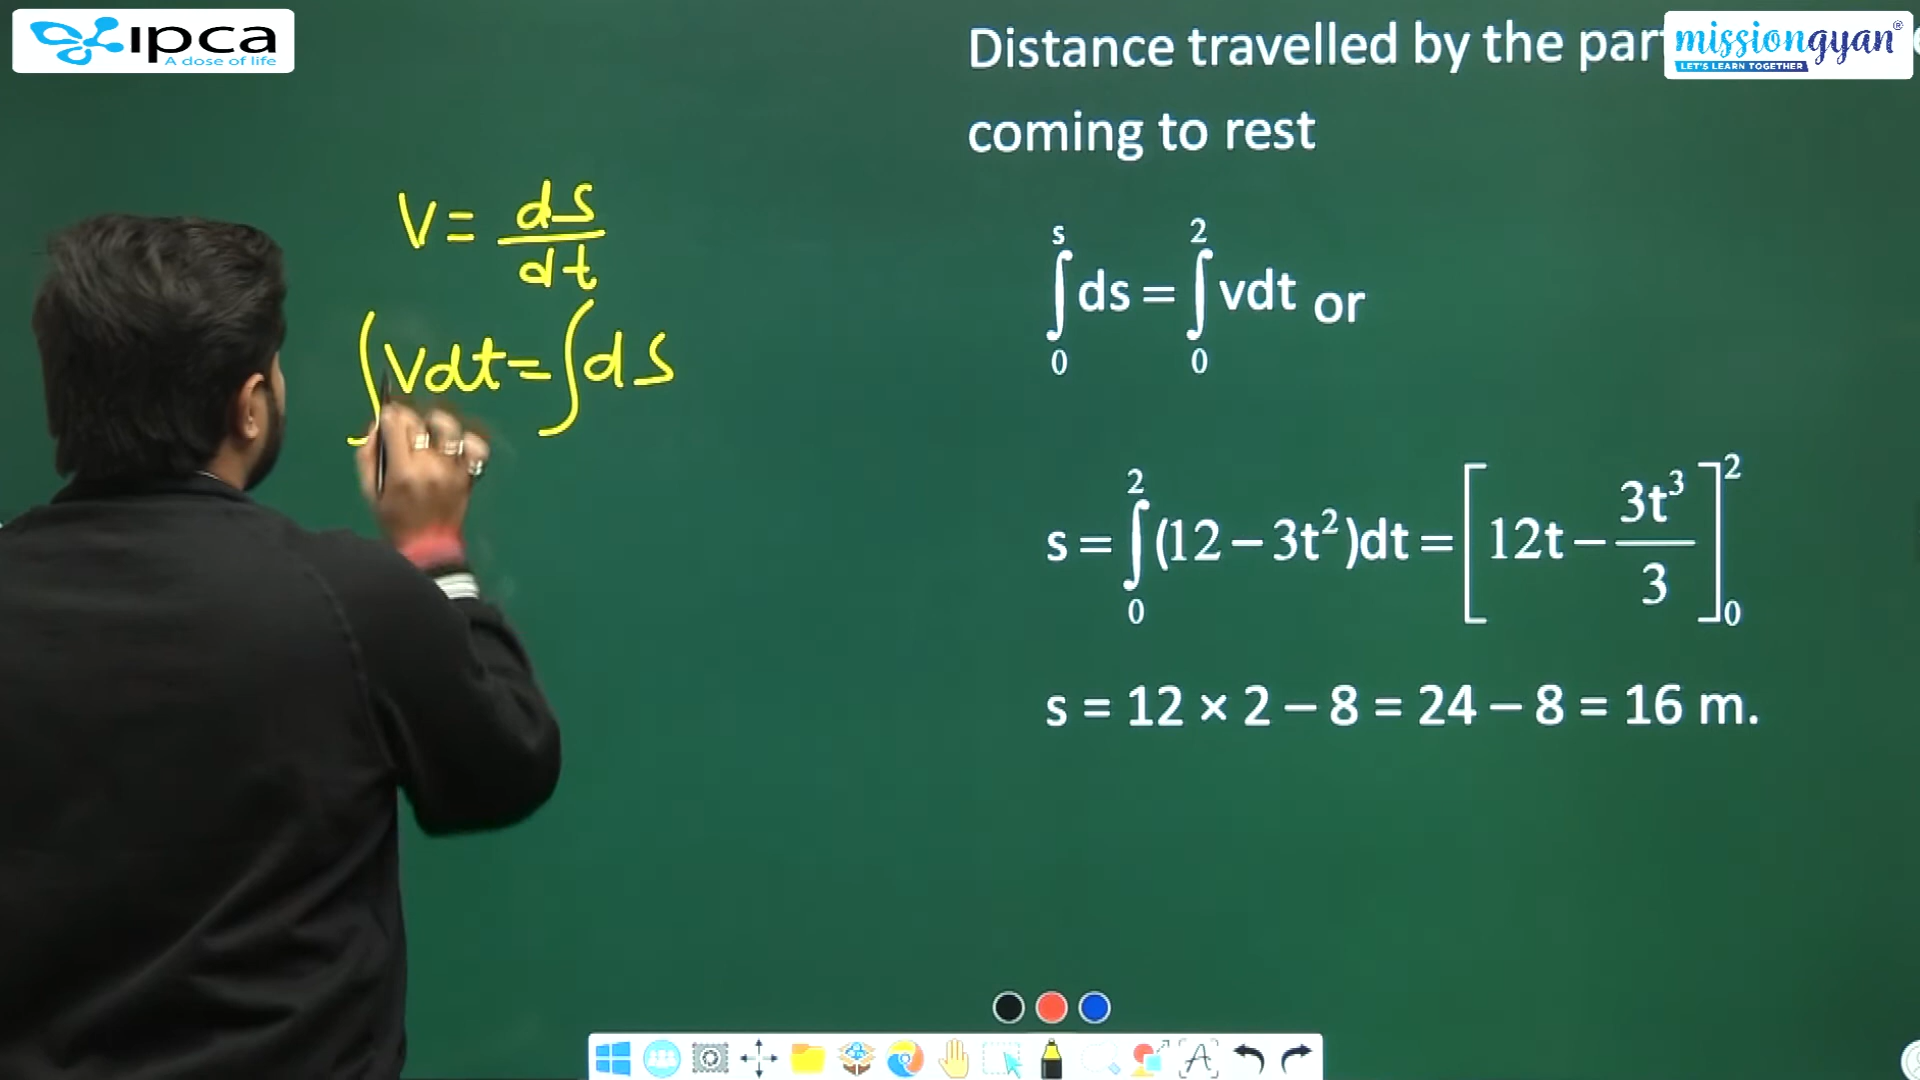 ipca
A dose of life
missiongyan®
LET'S LEARN TOGETHER
Distance travelled by the
coming to rest
V = ds/dt
∫Vdt = ∫ds
∫₀ˢ ds = ∫₀² vdt or
s = ∫₀² (12 – 3t²)dt = [12t – 3t³/3]₀²
s = 12 × 2 – 8 = 24 – 8 = 16 m.